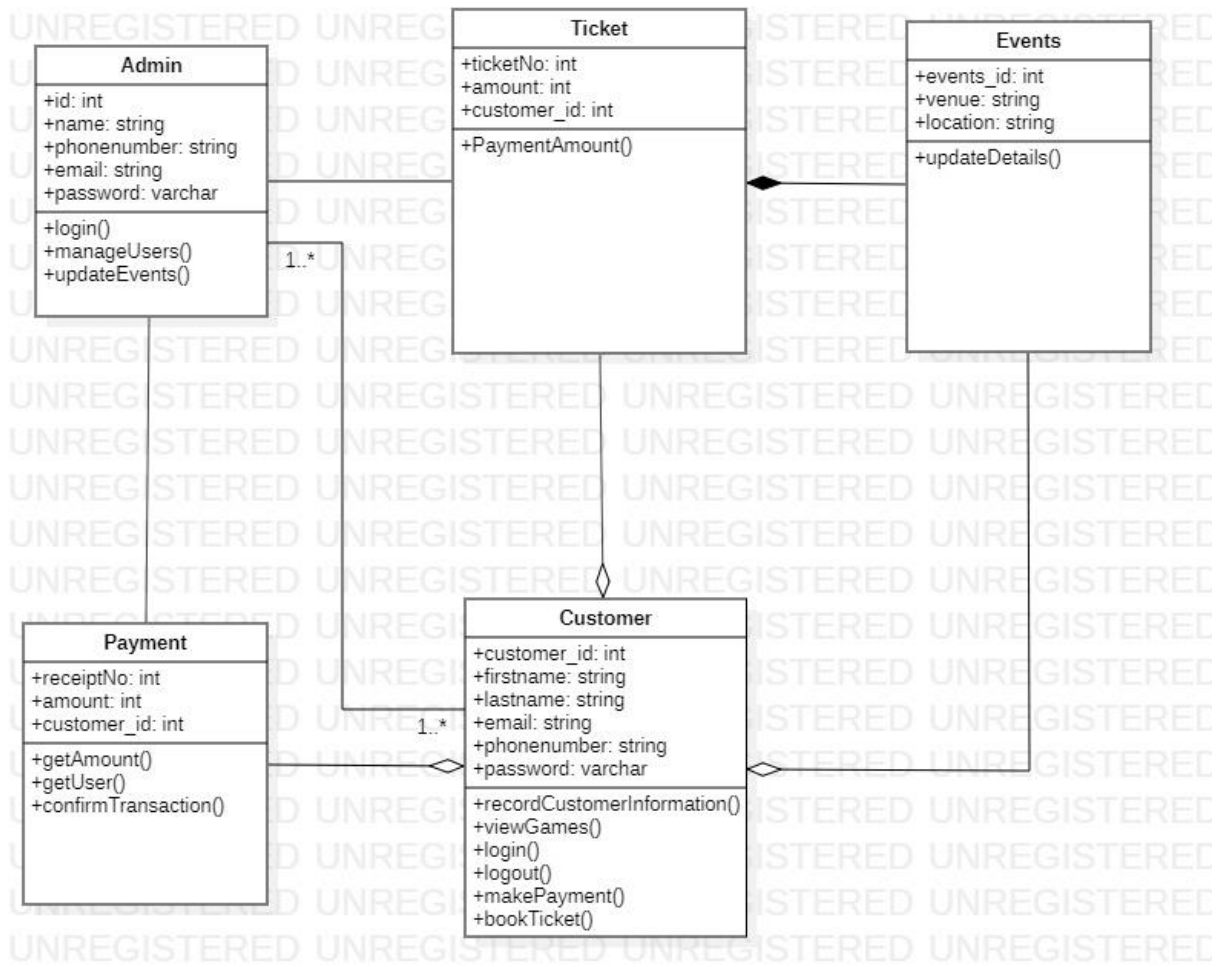 Admin
+id: int
+name: string
+phonenumber: string
+email: string
+password: varchar
+login()
+manageUsers()
+updateEvents()
Ticket
+ticketNo: int
+amount: int
+customer_id: int
+PaymentAmount()
Events
+events_id: int
+venue: string
+location: string
+updateDetails()
1..*
1..*
Payment
+receiptNo: int
+amount: int
+customer_id: int
+getAmount()
+getUser()
+confirmTransaction()
Customer
+customer_id: int
+firstname: string
+lastname: string
+email: string
+phonenumber: string
+password: varchar
+recordCustomerInformation()
+viewGames()
+login()
+logout()
+makePayment()
+bookTicket()
UNREGISTERED UNREGISTERED UNREGISTERED UNREGISTERED